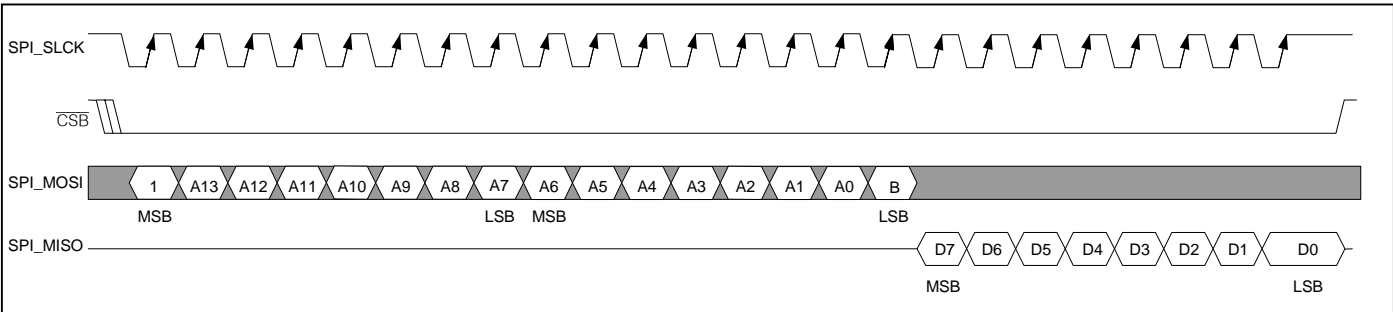 SPI_SLCK
CSB
SPI_MOSI 1 A13 A12 A11 A10 A9 A8 A7 A6 A5 A4 A3 A2 A1 A0 B
MSB LSB MSB LSB
SPI_MISO D7 D6 D5 D4 D3 D2 D1 D0
MSB LSB